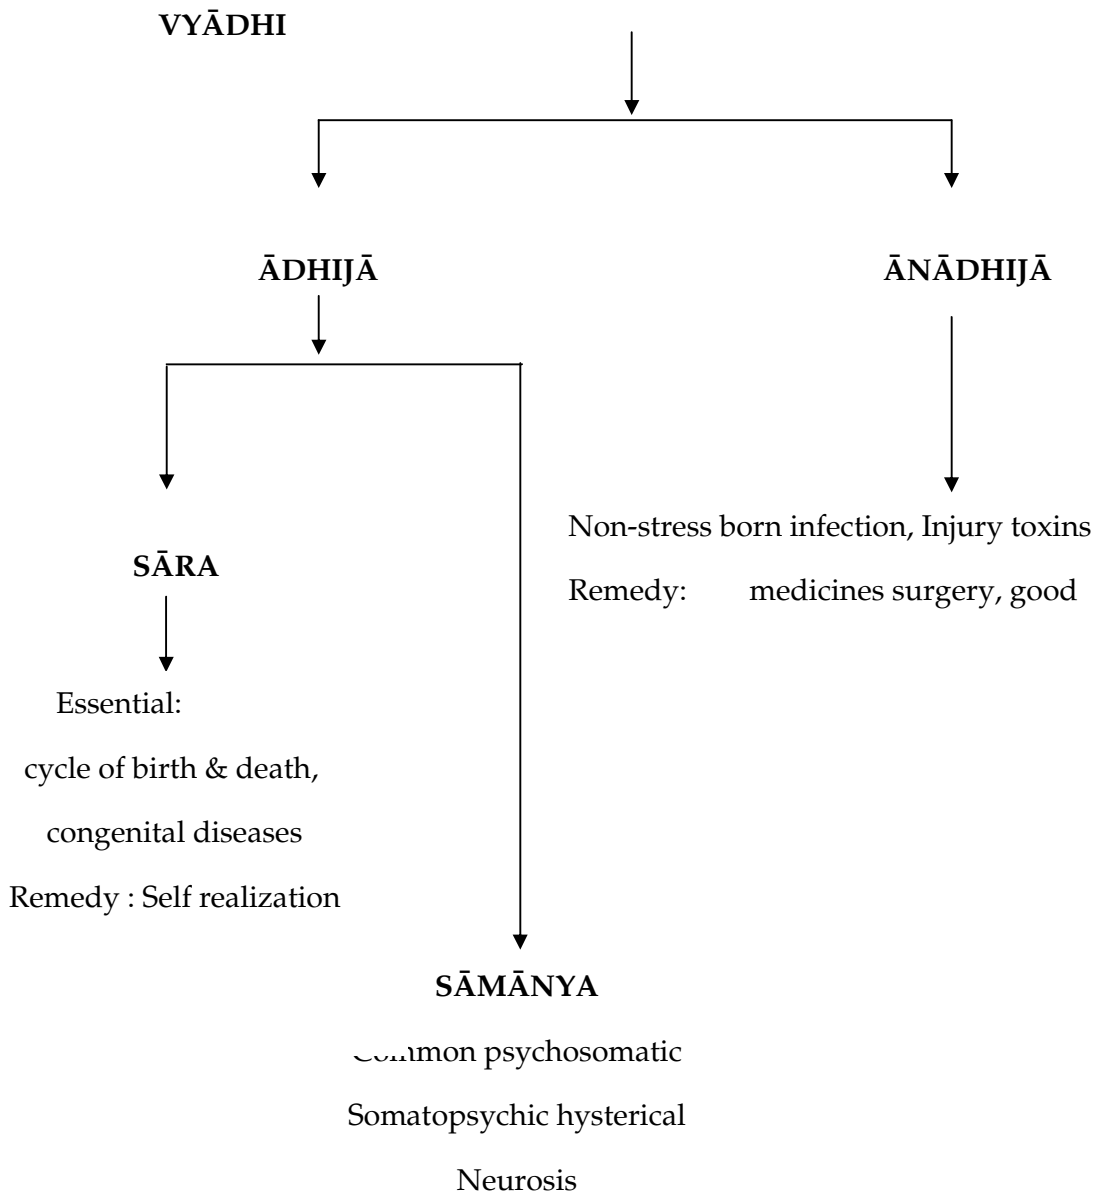 VYĀDHI
ĀDHIJĀ
ĀNĀDHIJĀ
Non-stress born infection, Injury toxins
Remedy: medicines surgery, good
SĀRA
Essential:
cycle of birth & death,
congenital diseases
Remedy : Self realization
SĀMĀNYA
Common psychosomatic
Somatopsychic hysterical
Neurosis